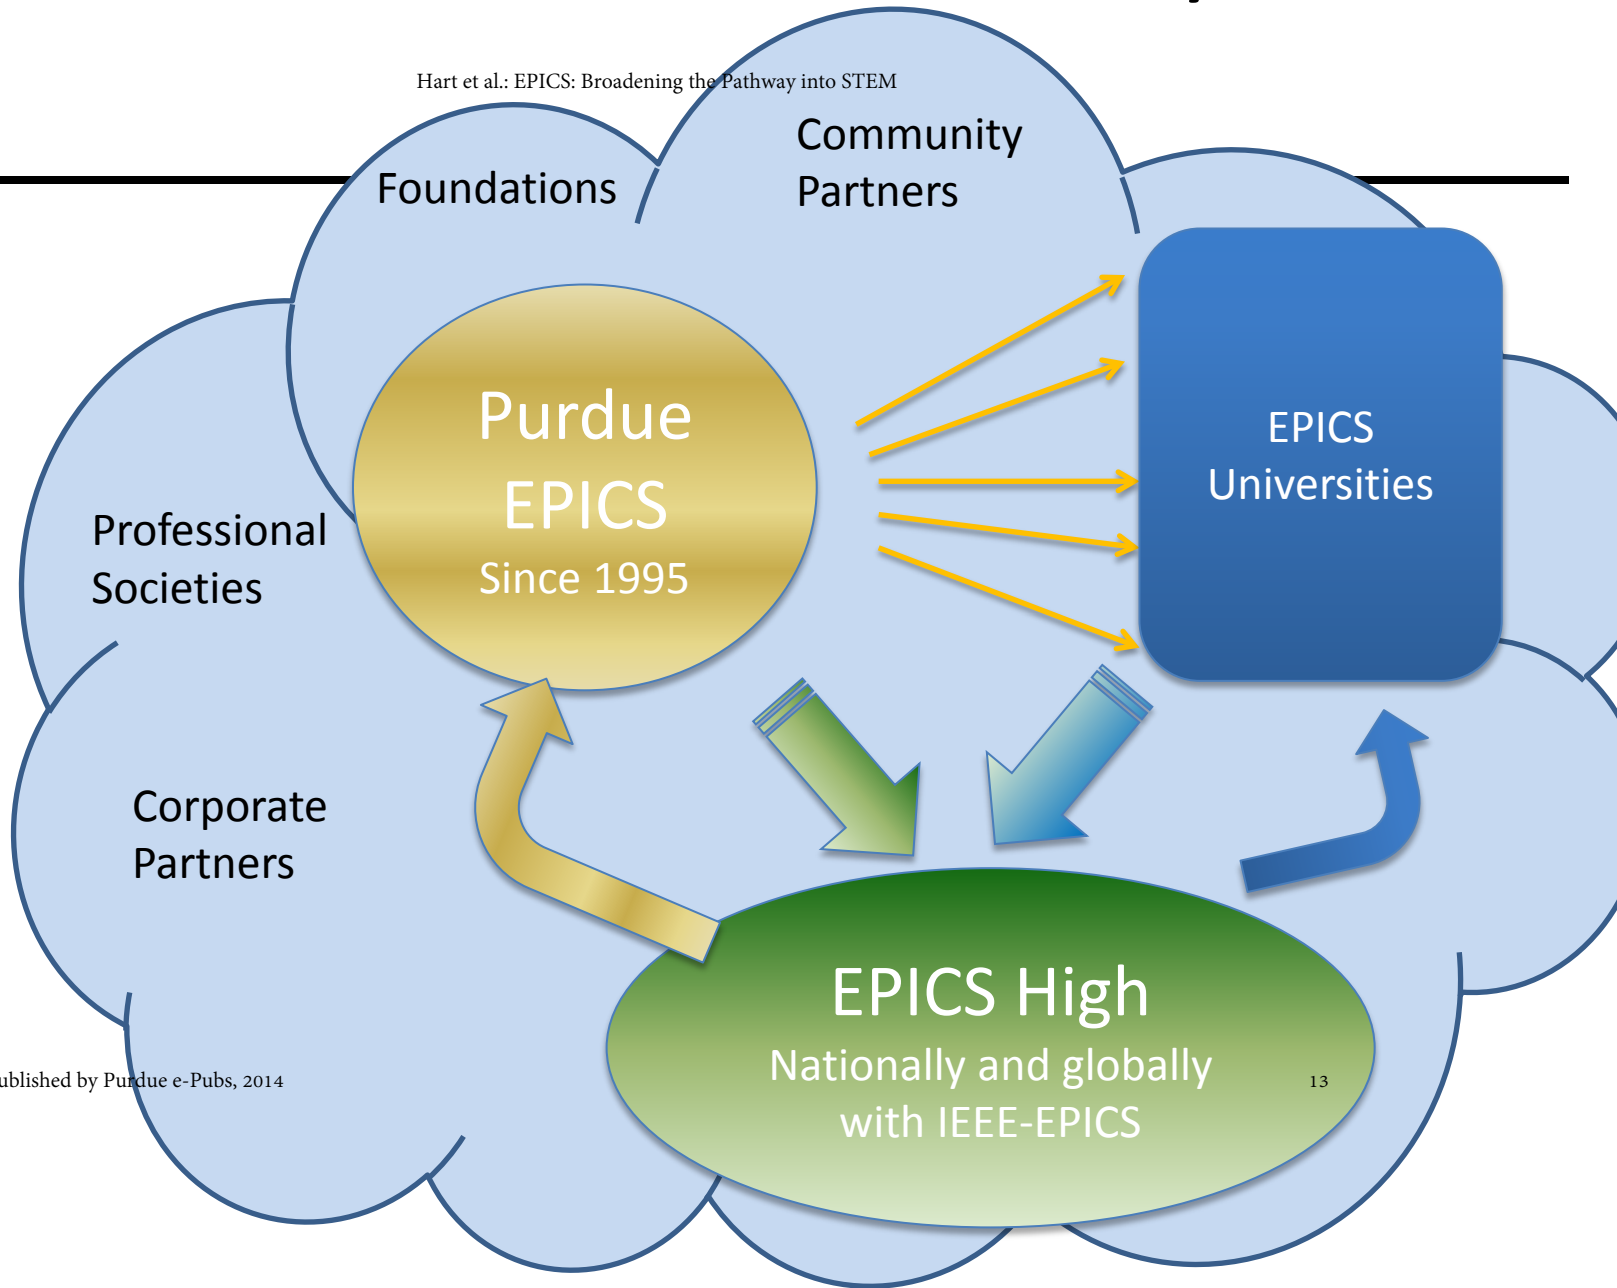 Hart et al.: EPICS: Broadening the Pathway into STEM
Community
Partners
Foundations
Purdue
EPICS
Since 1995
EPICS
Universities
Professional
Societies
Corporate
Partners
EPICS High
Nationally and globally
with IEEE-EPICS
ublished by Purdue e-Pubs, 2014
13